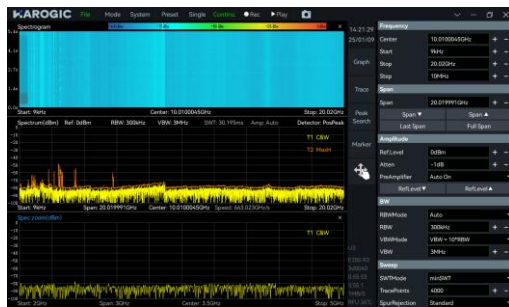 HAROGIC File Mode System Preset Single Continu. Rec Play
Spectrogram
14:21:29
25/01/09
Start: 9kHz Center: 10.0100045GHz Stop: 20.02GHz
Spectrum(dBm) Ref: 0dBm RBW: 300kHz VBW: 3MHz SWT: 30.195ms Amp: Auto Detector: PosPeak
T1 C&W
T2 MaxH
Start: 9kHz Span: 20.019991GHz Center: 10.0100045GHz Speed: 663.023GHz/s Stop: 20.02GHz
Spec zoom(dBm)
T1 C&W
Start: 2GHz Span: 3GHz Center: 3.5GHz Stop: 5GHz
Graph
Trace
Peak
Search
Marker
Frequency
Center 10.0100045GHz + -
Start 9kHz + -
Stop 20.02GHz + -
Step 10MHz + -
Span
Span 20.019991GHz + -
Span ▼ Span ▲
Last Span Full Span
Amplitude
RefLevel 0dBm + -
Atten -1dB + -
PreAmplifier Auto On
RefLevel▼ RefLevel▲
BW
RBWMode Auto
RBW 300kHz + -
VBWMode VBW = 10*RBW
VBW 3MHz + -
Sweep
SWTMode minSWT
TracePoints 4000 + -
SpurRejection Standard